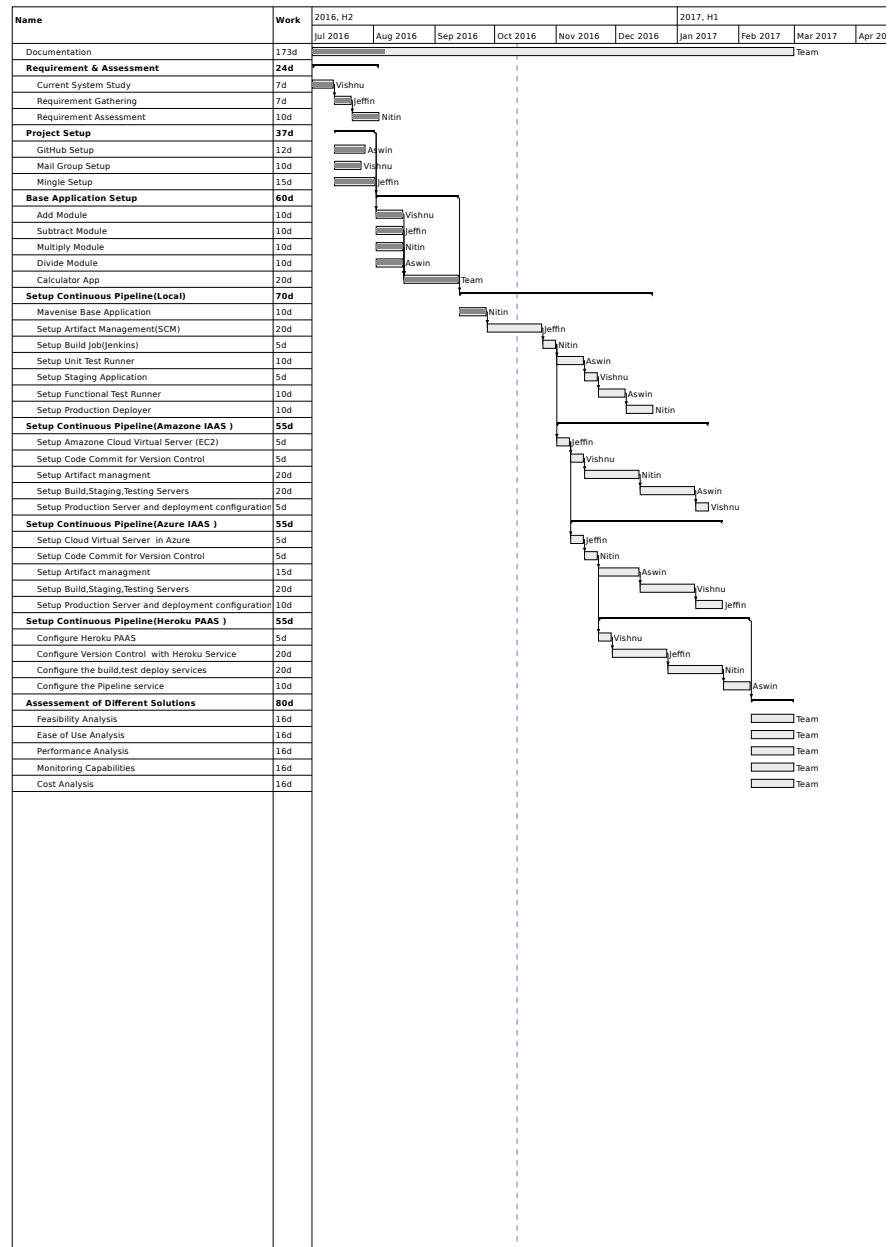 Name Work 2016, H2 2017, H1
Jul 2016 Aug 2016 Sep 2016 Oct 2016 Nov 2016 Dec 2016 Jan 2017 Feb 2017 Mar 2017 Apr 20
Documentation 173d Team
Requirement & Assessment 24d
Current System Study 7d Vishnu
Requirement Gathering 7d Jeffin
Requirement Assessment 10d Nitin
Project Setup 37d
GitHub Setup 12d Aswin
Mail Group Setup 10d Vishnu
Mingle Setup 15d Jeffin
Base Application Setup 60d
Add Module 10d Vishnu
Subtract Module 10d Jeffin
Multiply Module 10d Nitin
Divide Module 10d Aswin
Calculator App 20d Team
Setup Continuous Pipeline(Local) 70d
Mavenise Base Application 10d Nitin
Setup Artifact Management(SCM) 20d Jeffin
Setup Build Job(Jenkins) 5d Nitin
Setup Unit Test Runner 10d Aswin
Setup Staging Application 5d Vishnu
Setup Functional Test Runner 10d Aswin
Setup Production Deployer 10d Nitin
Setup Continuous Pipeline(Amazone IAAS ) 55d
Setup Amazone Cloud Virtual Server (EC2) 5d Jeffin
Setup Code Commit for Version Control 5d Vishnu
Setup Artifact managment 20d Nitin
Setup Build,Staging,Testing Servers 20d Aswin
Setup Production Server and deployment configuration 5d Vishnu
Setup Continuous Pipeline(Azure IAAS ) 55d
Setup Cloud Virtual Server  in Azure 5d Jeffin
Setup Code Commit for Version Control 5d Nitin
Setup Artifact managment 15d Aswin
Setup Build,Staging,Testing Servers 20d Vishnu
Setup Production Server and deployment configuration 10d Jeffin
Setup Continuous Pipeline(Heroku PAAS ) 55d
Configure Heroku PAAS 5d Vishnu
Configure Version Control  with Heroku Service 20d Jeffin
Configure the build,test deploy services 20d Nitin
Configure the Pipeline service 10d Aswin
Assessement of Different Solutions 80d
Feasibility Analysis 16d Team
Ease of Use Analysis 16d Team
Performance Analysis 16d Team
Monitoring Capabilities 16d Team
Cost Analysis 16d Team